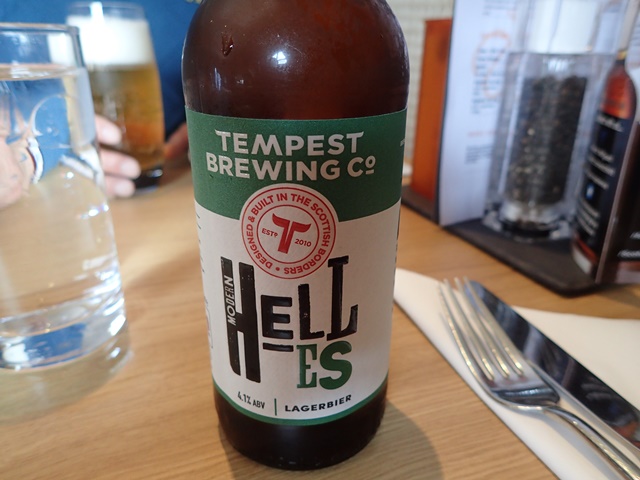 TEMPEST
BREWING Cº
DESIGNED & BUILT IN THE SCOTTISH BORDERS
ESTD 2010
T
MODERN
HELL
ES
4.1% ABV | LAGERBIER